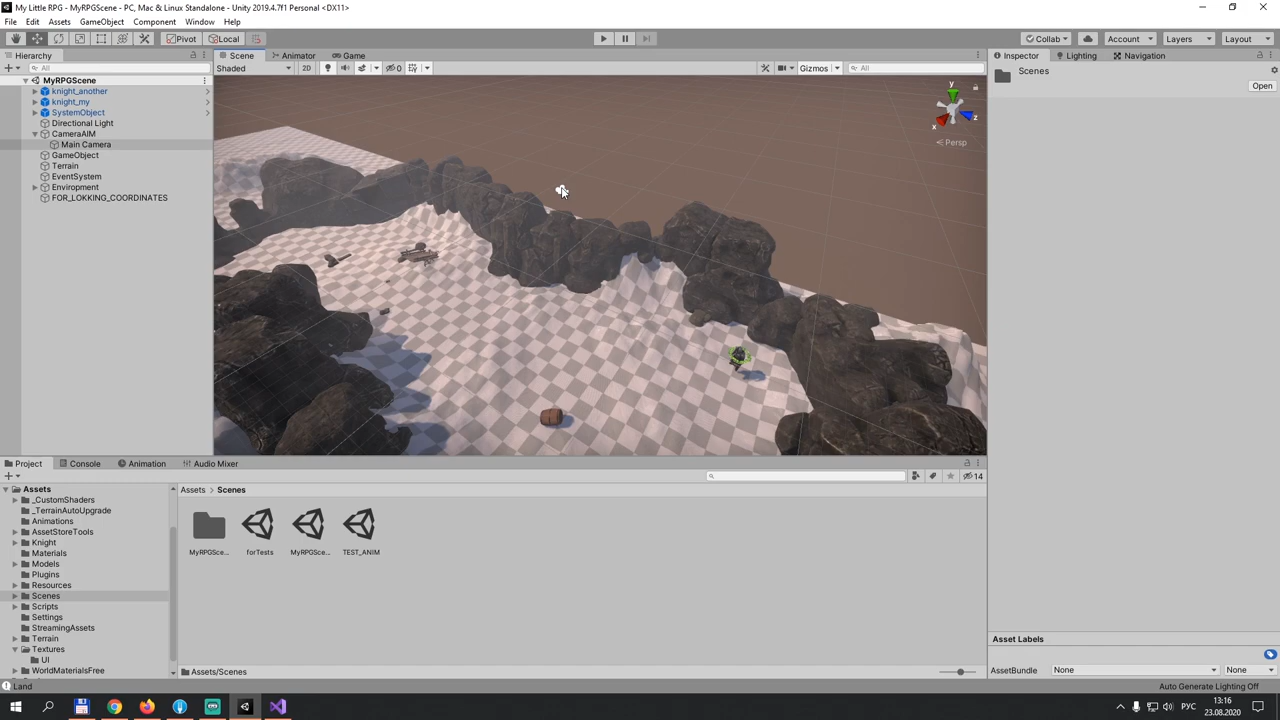 My Little RPG - MyRPGScene - PC, Mac & Linux Standalone - Unity 2019.4.7f1 Personal <DX11>
File Edit Assets GameObject Component Window Help
Pivot Local Collab Account Layers Layout
Hierarchy Scene Animator Game Inspector Lighting Navigation
All Shaded 2D 0 Gizmos All Scenes
Open
MyRPGScene
knight_another
knight_my
SystemObject
Directional Light
CameraAIM
Main Camera
GameObject
Terrain
EventSystem
Enviropment
FOR_LOKKING_COORDINATES
y
x
z
Persp
Project Console Animation Audio Mixer
14
Assets
_CustomShaders
_TerrainAutoUpgrade
Animations
AssetStoreTools
Knight
Materials
Models
Plugins
Resources
Scenes
Scripts
Settings
StreamingAssets
Terrain
Textures
UI
WorldMaterialsFree
Assets > Scenes
MyRPGSce... forTests MyRPGSce... TEST_ANIM
Assets/Scenes
Asset Labels
AssetBundle None None
Land Auto Generate Lighting Off
РУС 13:16
23.08.2020